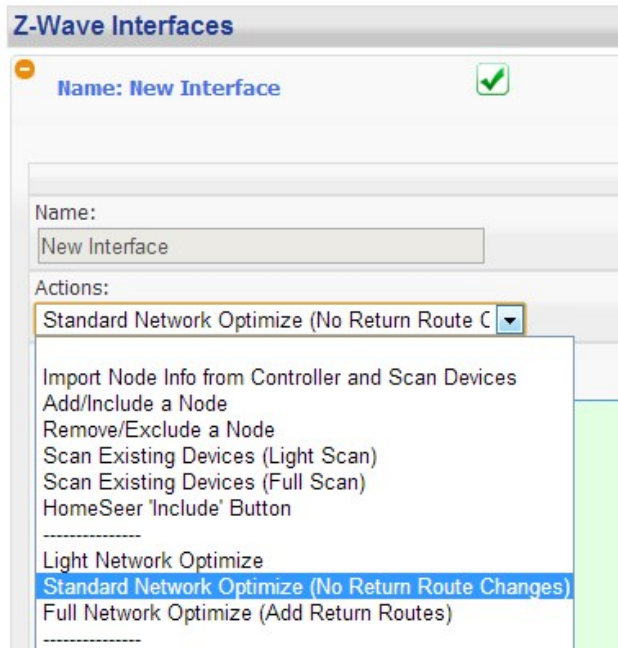 Z-Wave Interfaces
Name: New Interface
Name:
New Interface
Actions:
Standard Network Optimize (No Return Route C
Import Node Info from Controller and Scan Devices
Add/Include a Node
Remove/Exclude a Node
Scan Existing Devices (Light Scan)
Scan Existing Devices (Full Scan)
HomeSeer 'Include' Button
---------------
Light Network Optimize
Standard Network Optimize (No Return Route Changes)
Full Network Optimize (Add Return Routes)
---------------